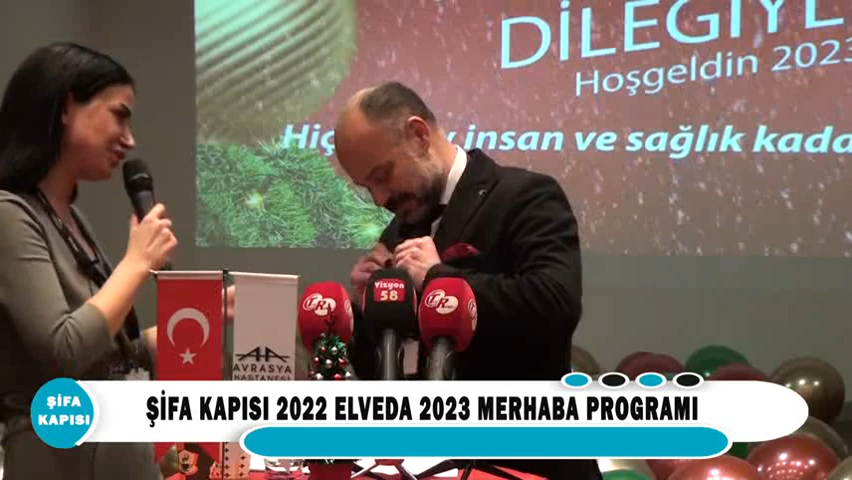 DİLEĞİYLE
Hoşgeldin 2023
insan ve sağlık kada
Vizyon
58
AVRASYA
HASTANESİ
ŞİFA
KAPISI
ŞİFA KAPISI 2022 ELVEDA 2023 MERHABA PROGRAMI